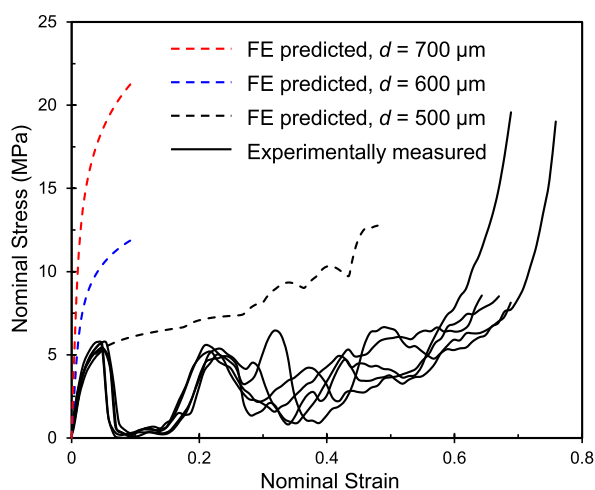 25
20
15
10
5
0
Nominal Stress (MPa)
FE predicted, d = 700 µm
FE predicted, d = 600 µm
FE predicted, d = 500 µm
Experimentally measured
0 0.2 0.4 0.6 0.8
Nominal Strain